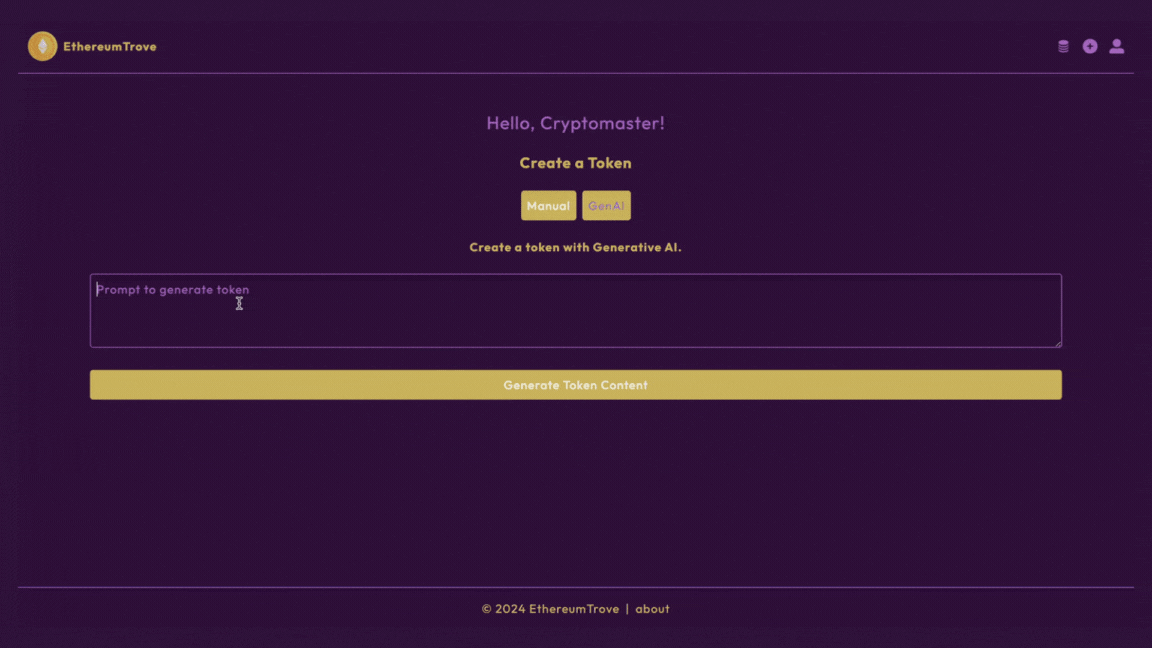 EthereumTrove
Hello, Cryptomaster!
Create a Token
Manual GenAI
Create a token with Generative AI.
Prompt to generate token
Generate Token Content
© 2024 EthereumTrove | about